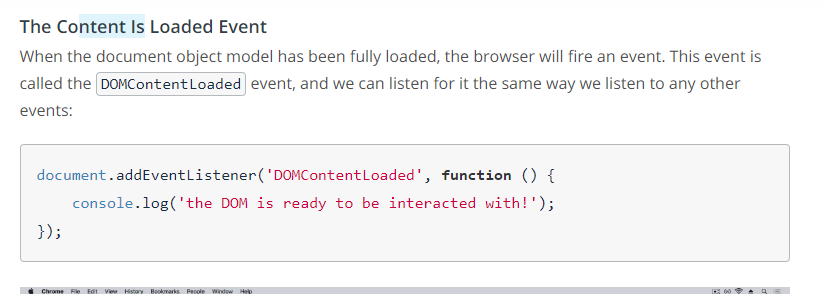 The Content Is Loaded Event
When the document object model has been fully loaded, the browser will fire an event. This event is
called the DOMContentLoaded event, and we can listen for it the same way we listen to any other
events:
document.addEventListener('DOMContentLoaded', function () {
    console.log('the DOM is ready to be interacted with!');
});
Chrome File Edit View History Bookmarks People Window Help